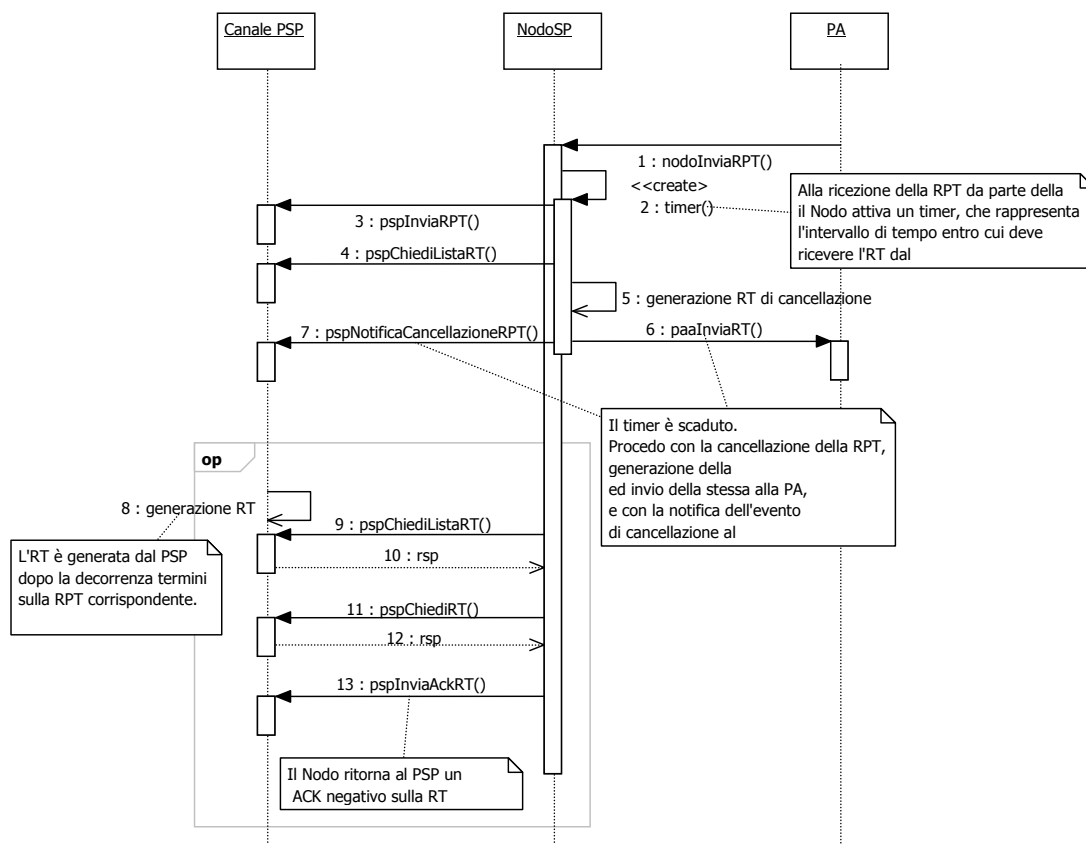 Canale PSP
NodoSP
PA
1 : nodoInviaRPT()
<<create>
2 : timer()
Alla ricezione della RPT da parte della
il Nodo attiva un timer, che rappresenta
l'intervallo di tempo entro cui deve
ricevere l'RT dal
3 : pspInviaRPT()
4 : pspChiediListaRT()
5 : generazione RT di cancellazione
7 : pspNotificaCancellazioneRPT()
6 : paaInviaRT()
Il timer è scaduto.
Procedo con la cancellazione della RPT,
generazione della
ed invio della stessa alla PA,
e con la notifica dell'evento
di cancellazione al
op
8 : generazione RT
9 : pspChiediListaRT()
L'RT è generata dal PSP
dopo la decorrenza termini
sulla RPT corrispondente.
10 : rsp
11 : pspChiediRT()
12 : rsp
13 : pspInviaAckRT()
Il Nodo ritorna al PSP un
ACK negativo sulla RT